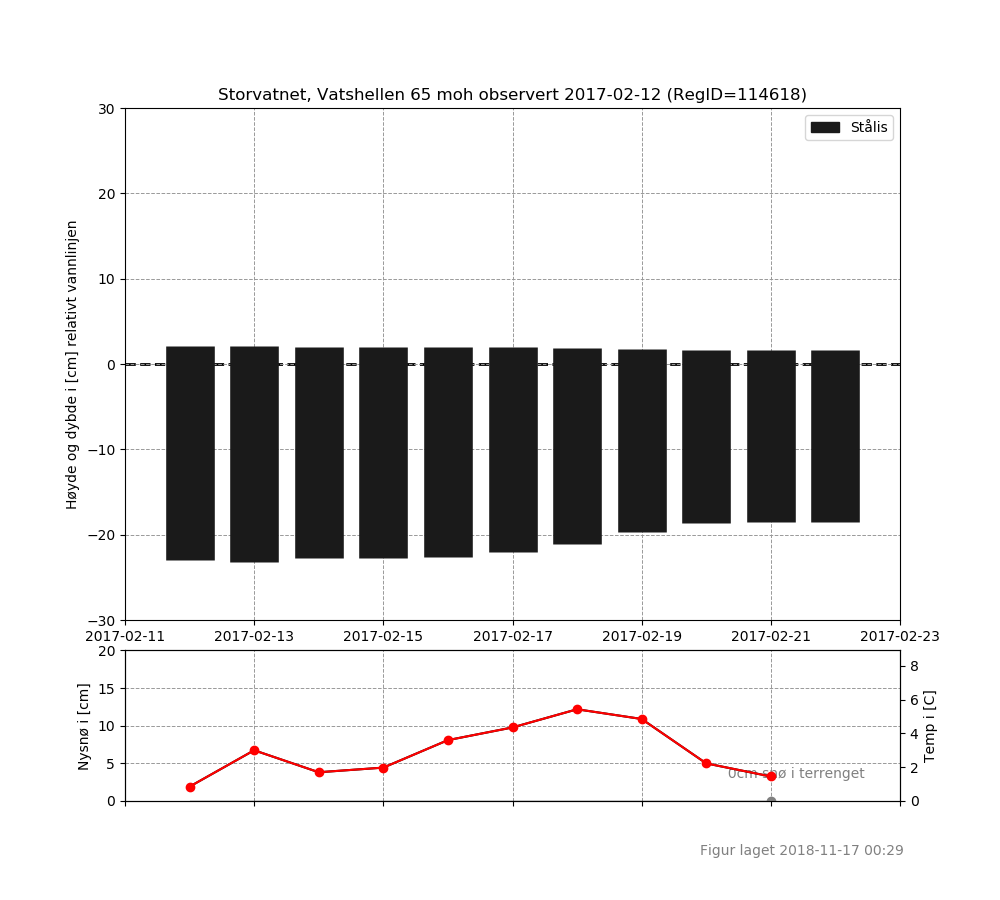 Storvatnet, Vatshellen 65 moh observert 2017-02-12 (RegID=114618)
Stålis
Høyde og dybde i [cm] relativt vannlinjen
30
20
10
0
−10
−20
−30
2017-02-11 2017-02-13 2017-02-15 2017-02-17 2017-02-19 2017-02-21 2017-02-23
Nysnø i [cm]
20
15
10
5
0
8
6
4
2
0
Temp i [C]
0cm snø i terrenget
Figur laget 2018-11-17 00:29